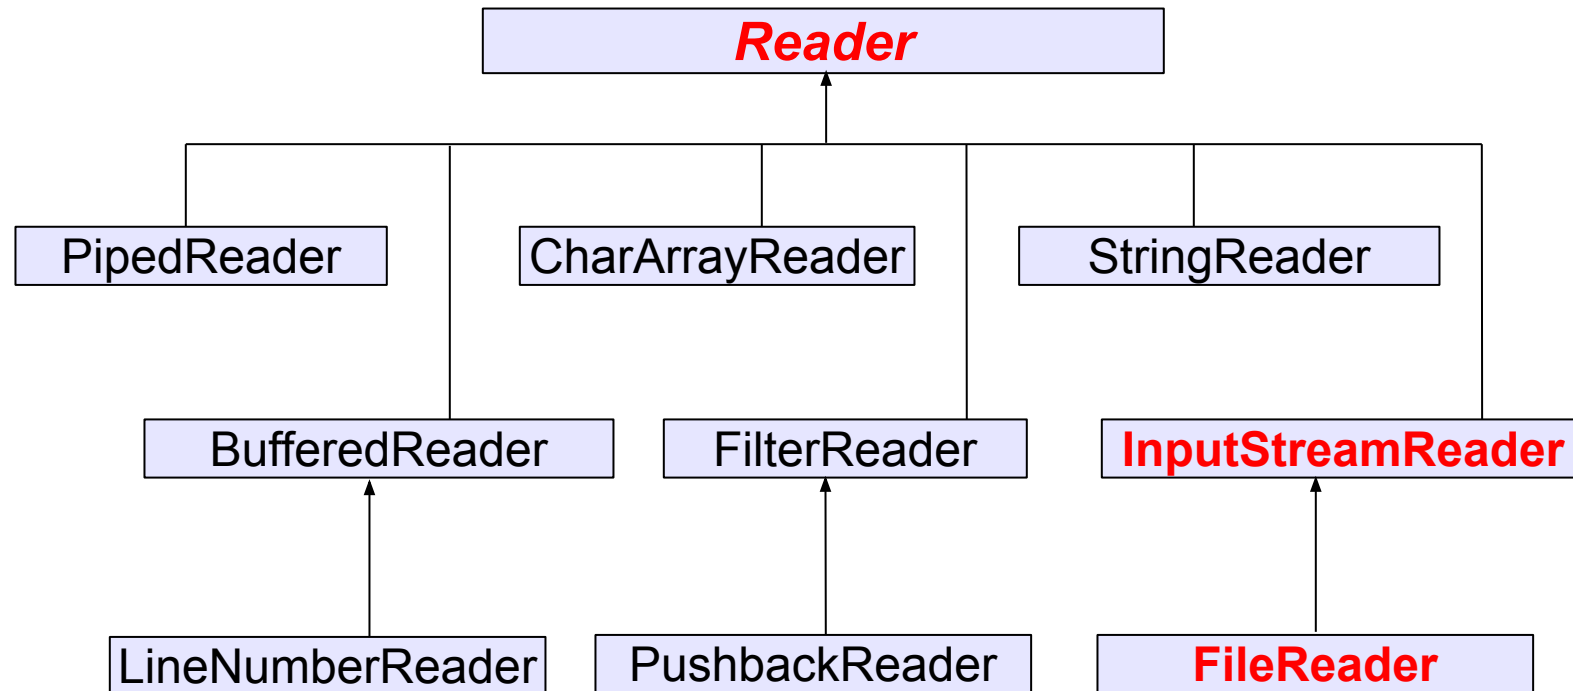 Reader
PipedReader
CharArrayReader
StringReader
BufferedReader
FilterReader
InputStreamReader
LineNumberReader
PushbackReader
FileReader